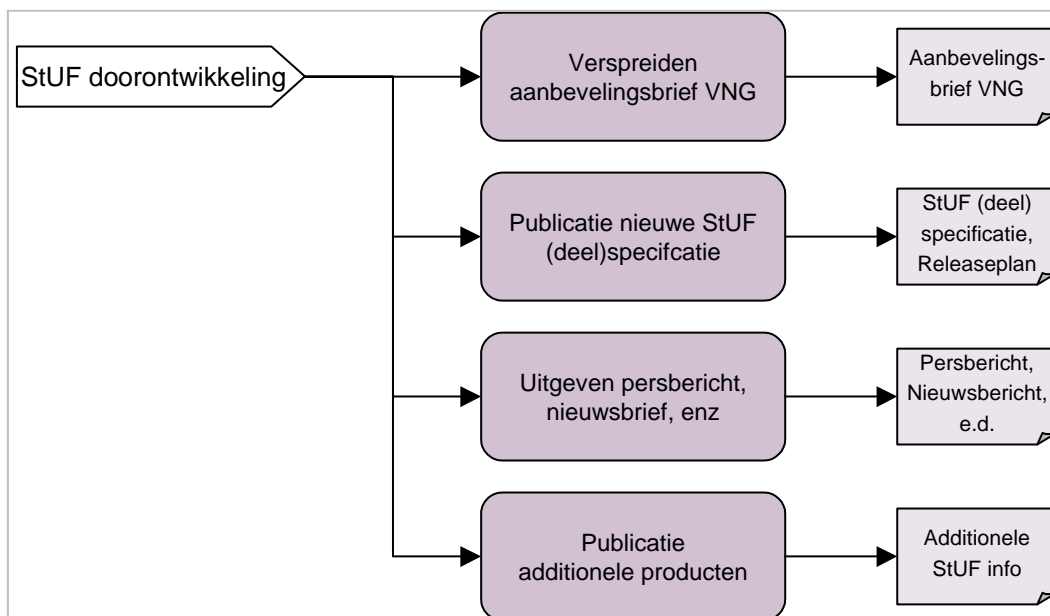 StUF doorontwikkeling
Verspreiden
aanbevelingsbrief VNG
Aanbevelings-
brief VNG
Publicatie nieuwe StUF
(deel)specifcatie
StUF (deel)
specificatie,
Releaseplan
Uitgeven persbericht,
nieuwsbrief, enz
Persbericht,
Nieuwsbericht,
e.d.
Publicatie
additionele producten
Additionele
StUF info